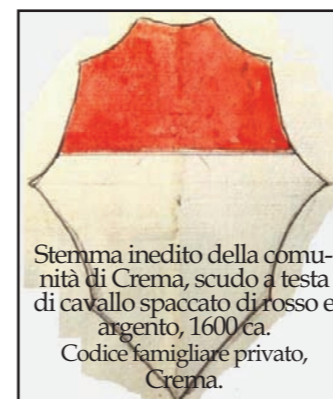 Stemma inedito della comu-
nità di Crema, scudo a testa
di cavallo spaccato di rosso e
argento, 1600 ca.
Codice famigliare privato,
Crema.